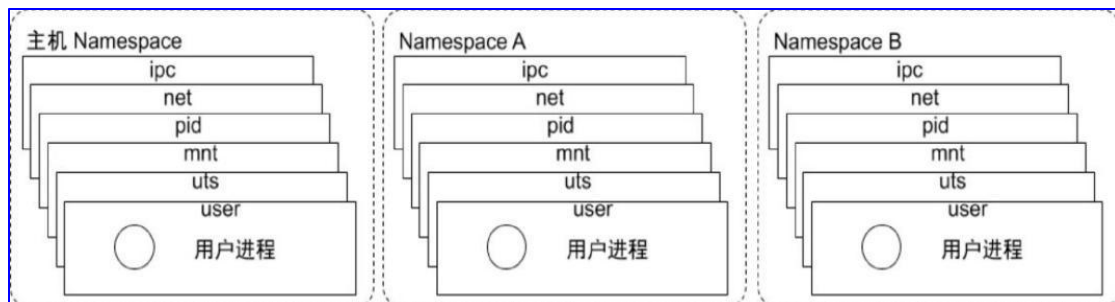 主机 Namespace
ipc
net
pid
mnt
uts
user
用户进程
Namespace A
ipc
net
pid
mnt
uts
user
用户进程
Namespace B
ipc
net
pid
mnt
uts
user
用户进程